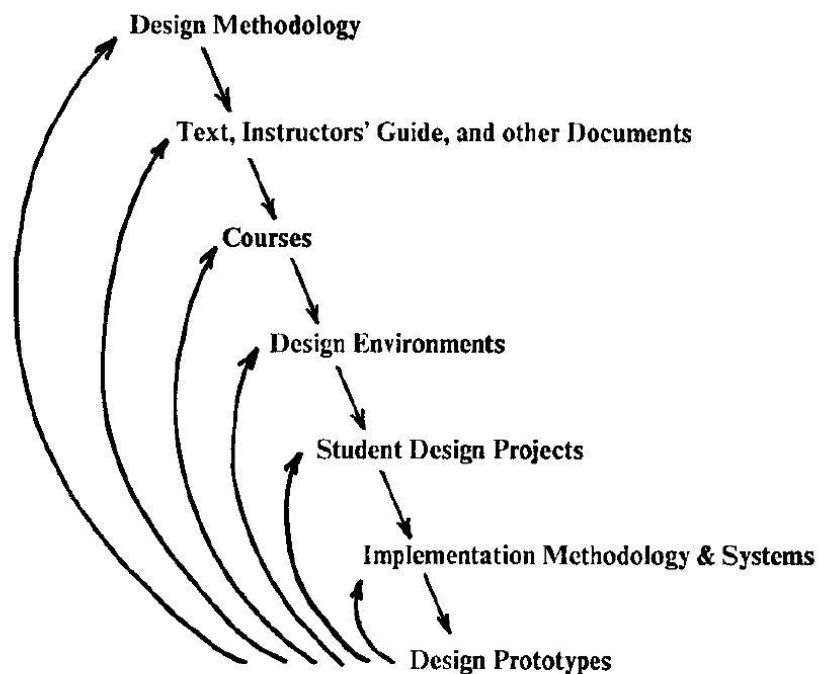 Design Methodology
Text, Instructors' Guide, and other Documents
Courses
Design Environments
Student Design Projects
Implementation Methodology & Systems
Design Prototypes